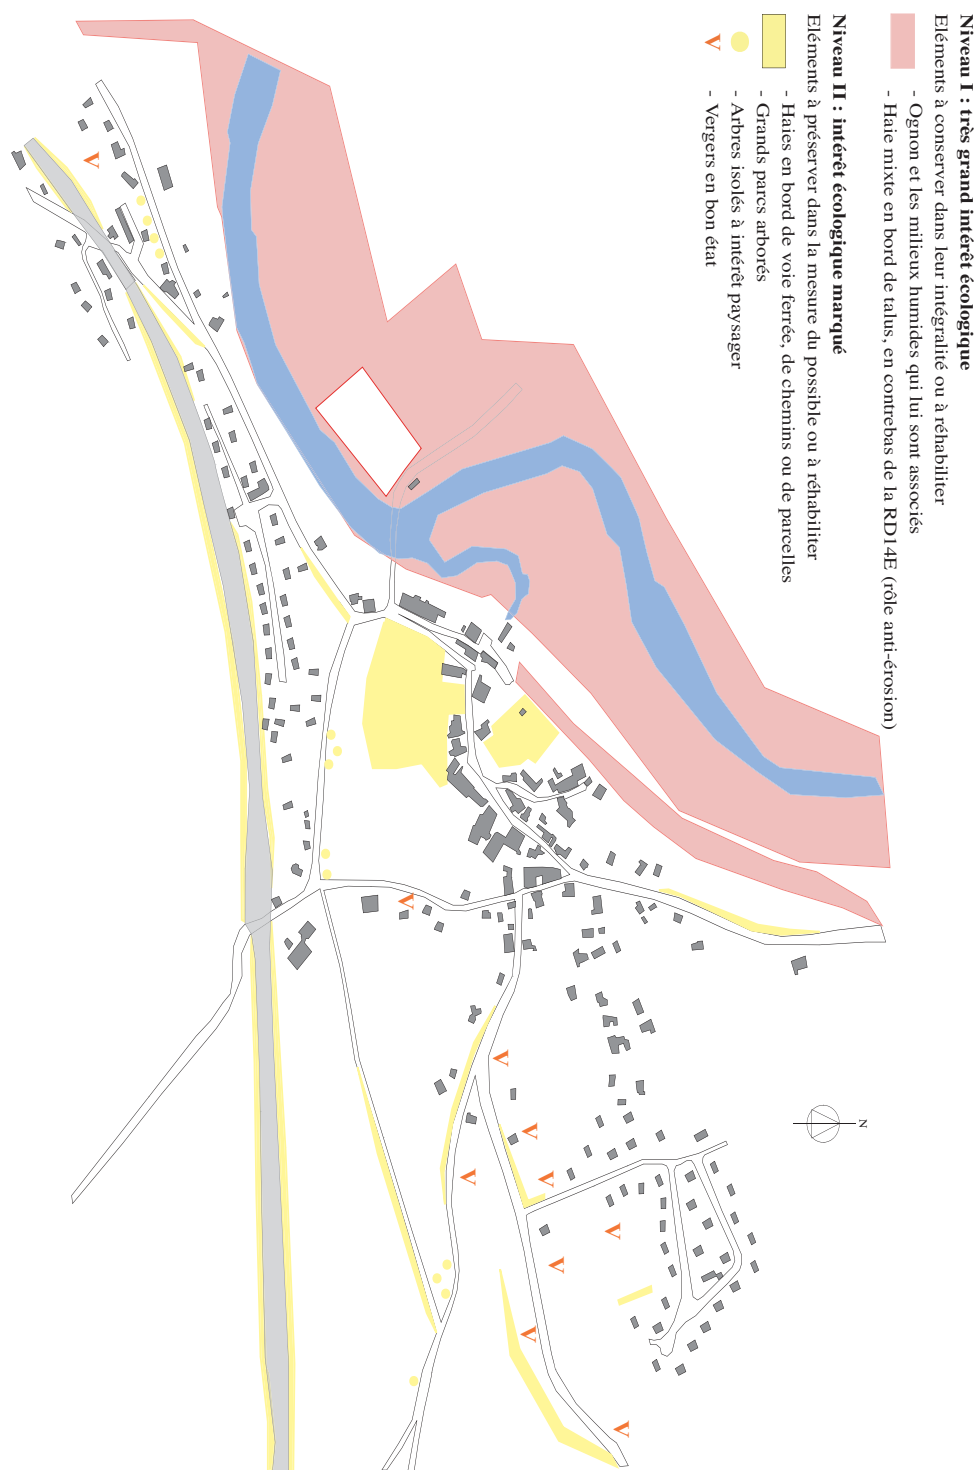 Niveau I : très grand intérêt écologique
Eléments à conserver dans leur intégralité ou à réhabiliter
- Ognon et les milieux humides qui lui sont associés
- Haie mixte en bord de talus, en contrebas de la RD14E (rôle anti-érosion)
Niveau II : intérêt écologique marqué
Eléments à préserver dans la mesure du possible ou à réhabiliter
- Haies en bord de voie ferrée, de chemins ou de parcelles
- Grands parcs arborés
- Arbres isolés à intérêt paysager
V - Vergers en bon état
V
V
V
V
V
V
V
V
V
V
N